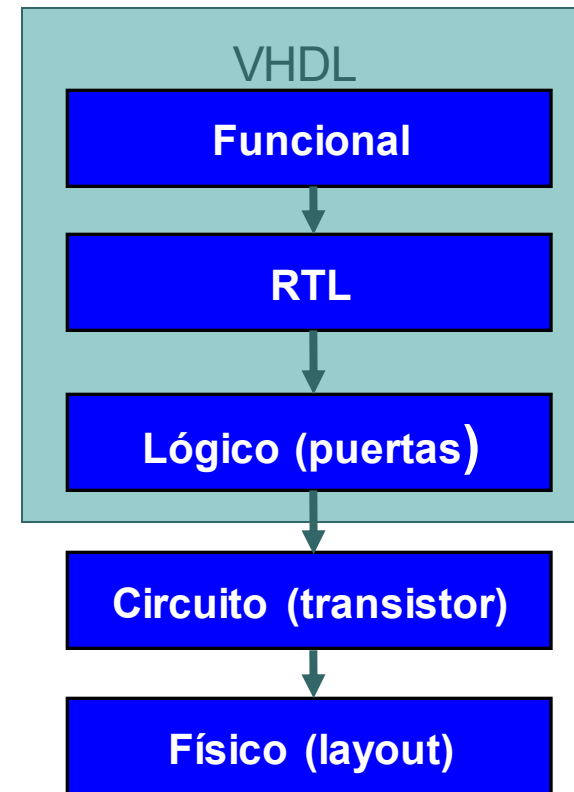 VHDL
Funcional
RTL
Lógico (puertas)
Circuito (transistor)
Físico (layout)